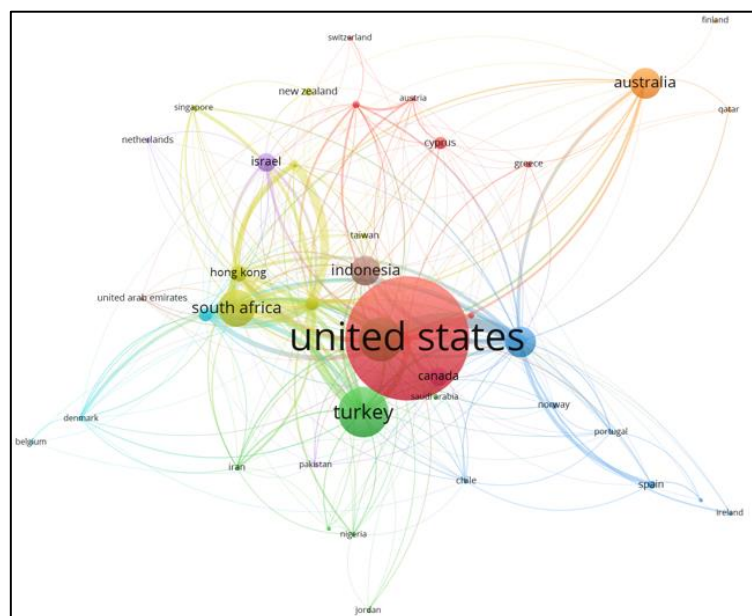 finland
switzerland
australia
new zealand
austria
singapore
qatar
netherlands
cyprus
israel
greece
taiwan
hong kong
indonesia
united arab emirates
south africa
united states
canada
saudi arabia
turkey
norway
denmark
portugal
belgium
iran
pakistan
chile
spain
ireland
nigeria
jordan